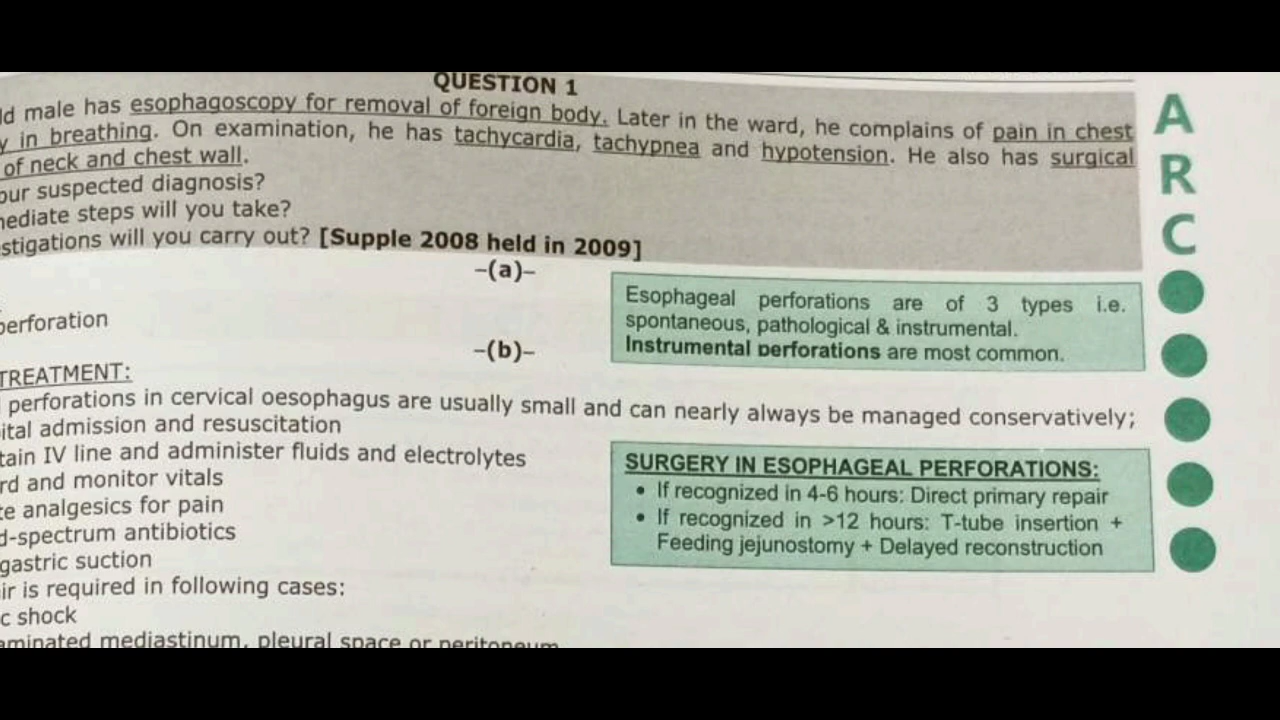 QUESTION 1
ld male has esophagoscopy for removal of foreign body. Later in the ward, he complains of pain in chest
y in breathing. On examination, he has tachycardia, tachypnea and hypotension. He also has surgical
of neck and chest wall.
our suspected diagnosis?
mediate steps will you take?
stigations will you carry out? [Supple 2008 held in 2009]
–(a)–
perforation
Esophageal perforations are of 3 types i.e.
spontaneous, pathological & instrumental.
Instrumental perforations are most common.
–(b)–
TREATMENT:
perforations in cervical oesophagus are usually small and can nearly always be managed conservatively;
ital admission and resuscitation
tain IV line and administer fluids and electrolytes
rd and monitor vitals
te analgesics for pain
d-spectrum antibiotics
gastric suction
ir is required in following cases:
c shock
aminated mediastinum, pleural space or peritoneum
SURGERY IN ESOPHAGEAL PERFORATIONS:
• If recognized in 4-6 hours: Direct primary repair
• If recognized in >12 hours: T-tube insertion +
Feeding jejunostomy + Delayed reconstruction
A
R
C